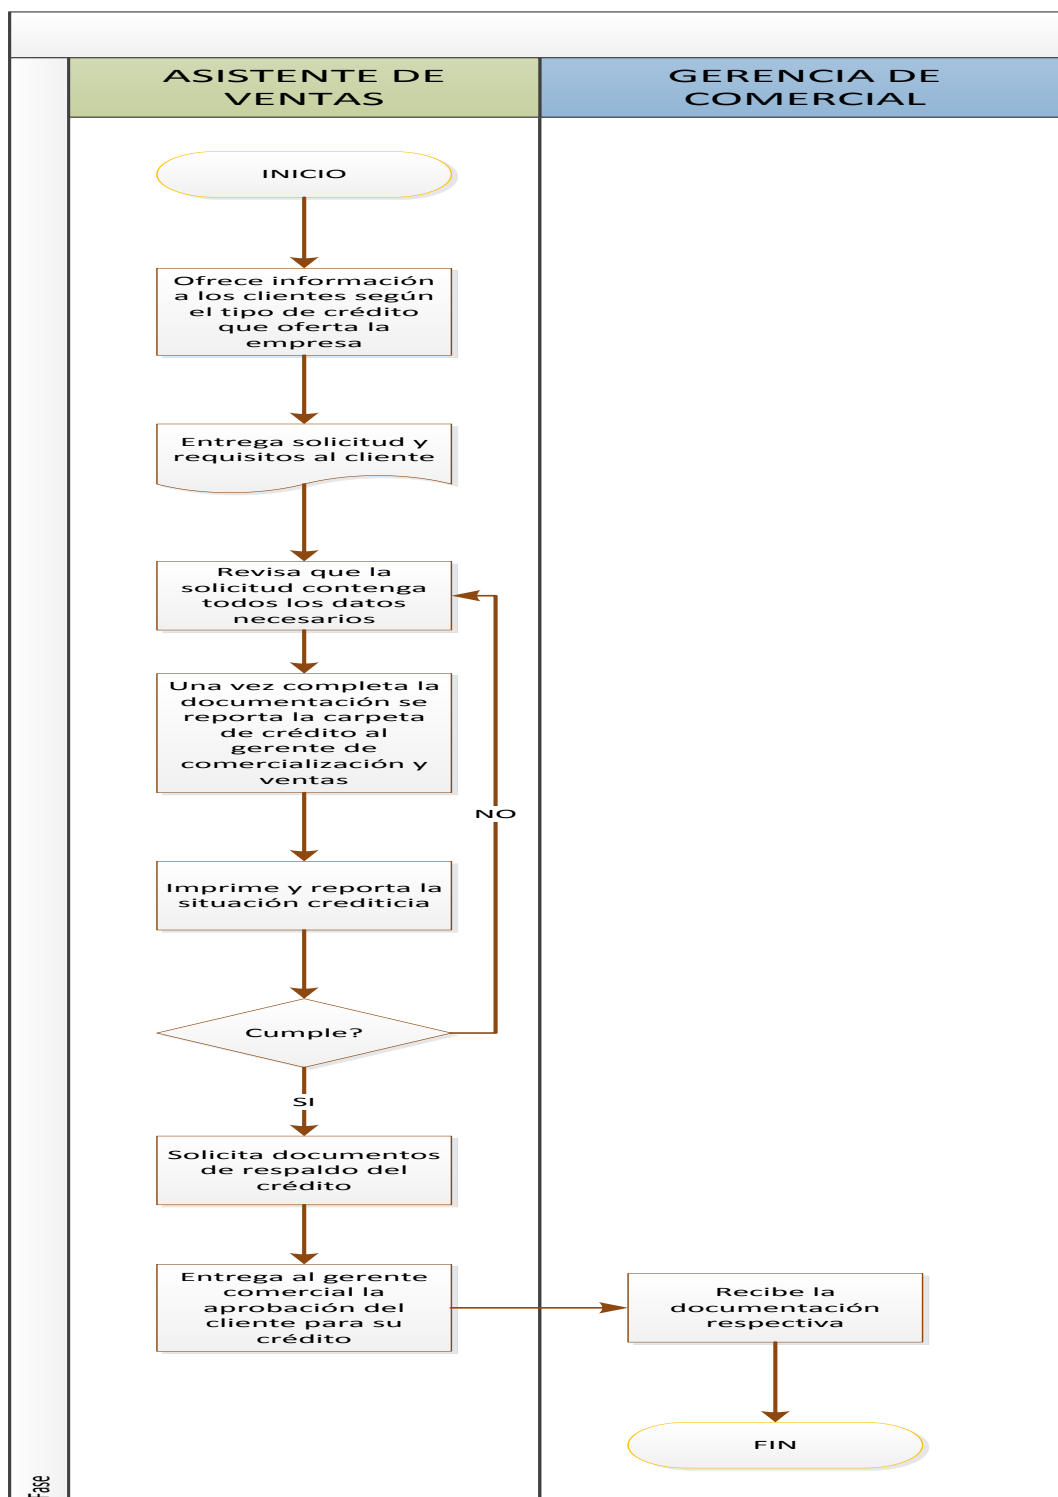 ASISTENTE DE
VENTAS
GERENCIA DE
COMERCIAL
INICIO
Ofrece información
a los clientes según
el tipo de crédito
que oferta la
empresa
Entrega solicitud y
requisitos al cliente
Revisa que la
solicitud contenga
todos los datos
necesarios
Una vez completa la
documentación se
reporta la carpeta
de crédito al
gerente de
comercialización y
ventas
NO
Imprime y reporta la
situación crediticia
Cumple?
SI
Solicita documentos
de respaldo del
crédito
Entrega al gerente
comercial la
aprobación del
cliente para su
crédito
Recibe la
documentación
respectiva
FIN
Fase